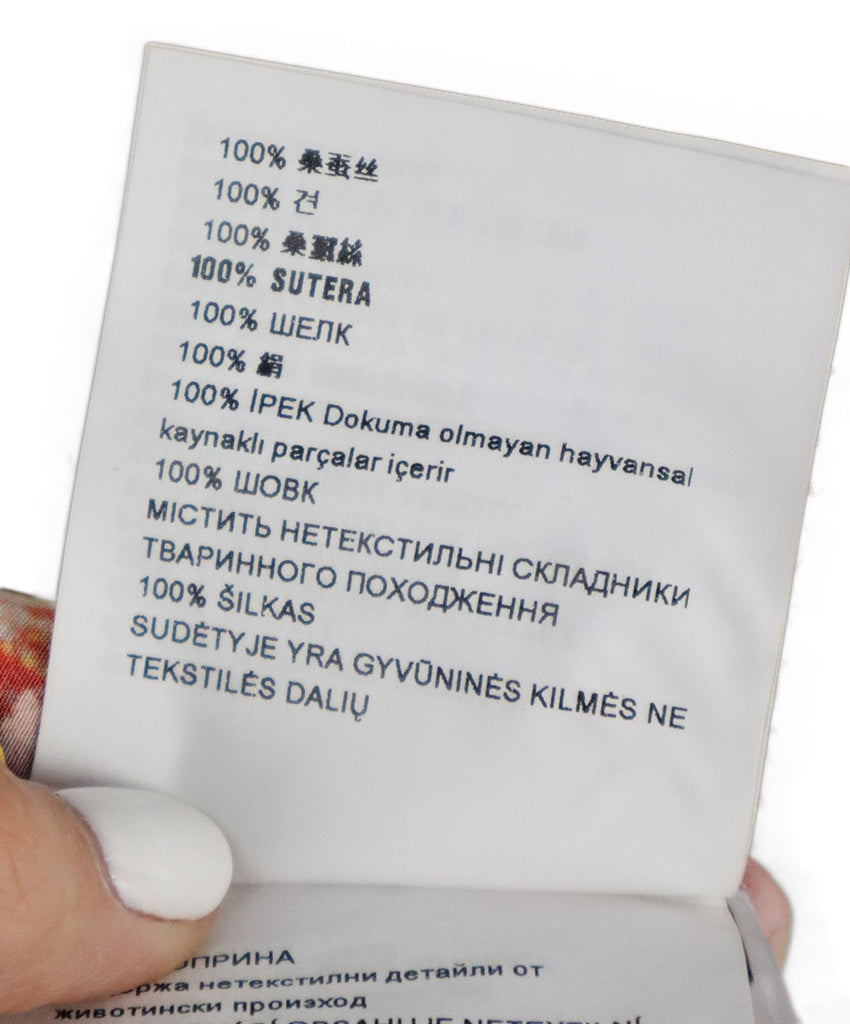 100% 桑蚕丝
100% 견
100% 桑蠶絲
100% SUTERA
100% ШЕЛК
100% 絹
100% İPEK Dokuma olmayan hayvansal
kaynaklı parçalar içerir
100% ШОВК
МІСТИТЬ НЕТЕКСТИЛЬНІ СКЛАДНИКИ
ТВАРИННОГО ПОХОДЖЕННЯ
100% ŠILKAS
SUDĖTYJE YRA GYVŪNINĖS KILMĖS NE
TEKSTILĖS DALIŲ
нетекстилни детайли от
животински произход